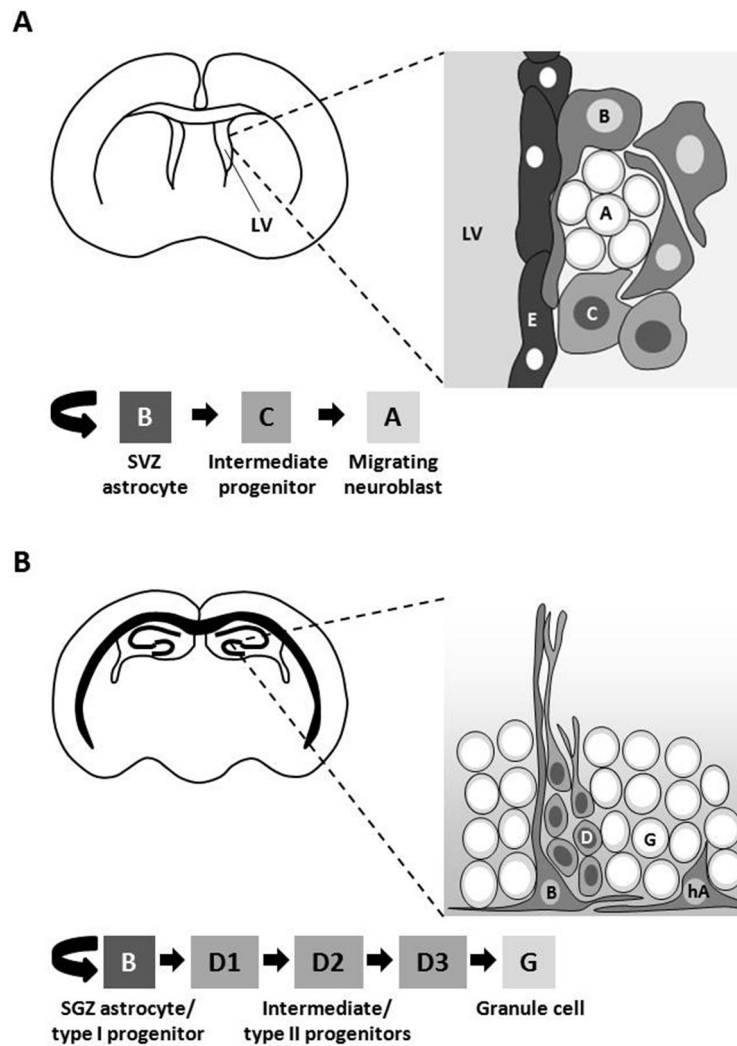 A
LV
B
A
LV
E
C
B
C
A
SVZ
astrocyte
Intermediate
progenitor
Migrating
neuroblast
B
D
G
B
hA
B
D1
D2
D3
G
SGZ astrocyte/
type I progenitor
Intermediate/
type II progenitors
Granule cell